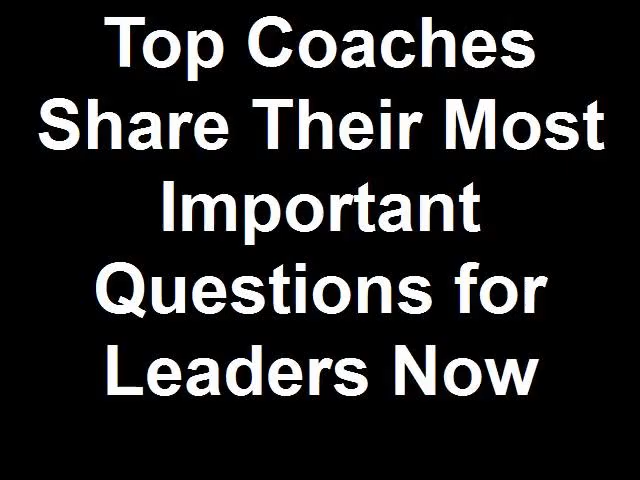 Top Coaches
Share Their Most
Important
Questions for
Leaders Now